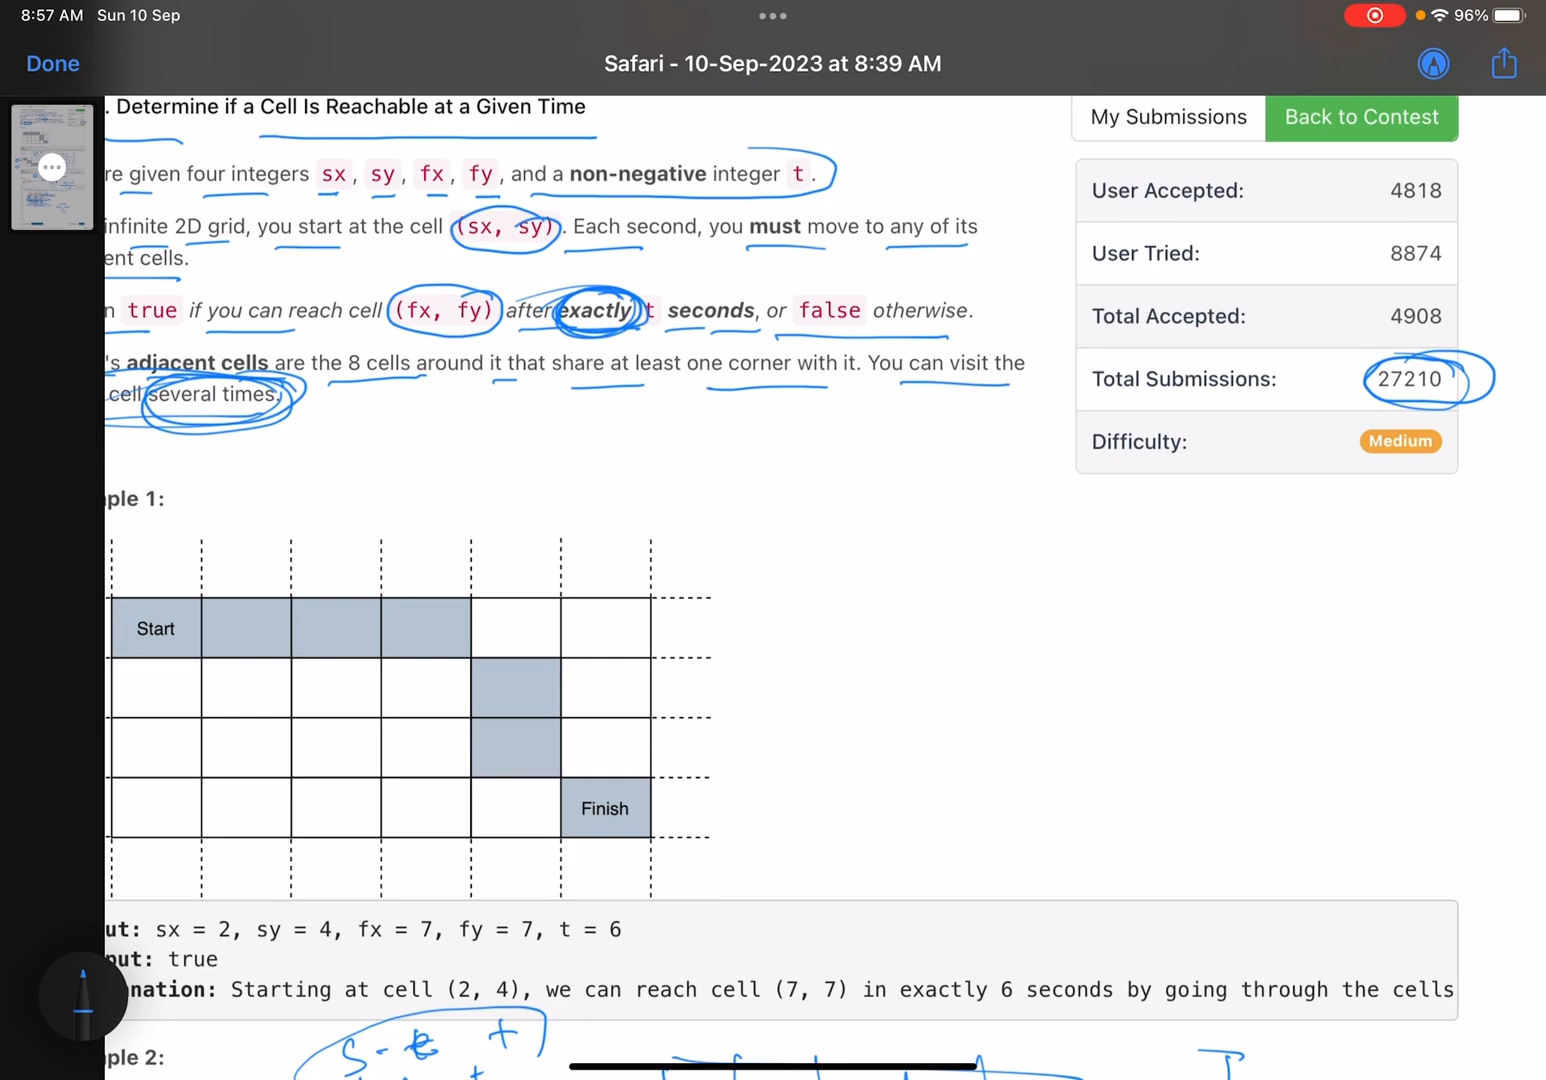 8:57 AM Sun 10 Sep
96%
Done
Safari - 10-Sep-2023 at 8:39 AM
. Determine if a Cell Is Reachable at a Given Time
My Submissions
Back to Contest
re given four integers sx, sy, fx, fy, and a non-negative integer t.
infinite 2D grid, you start at the cell (sx, sy). Each second, you must move to any of its
ent cells.
n true if you can reach cell (fx, fy) after exactly t seconds, or false otherwise.
's adjacent cells are the 8 cells around it that share at least one corner with it. You can visit the
cell several times.
User Accepted: 4818
User Tried: 8874
Total Accepted: 4908
Total Submissions: 27210
Difficulty: Medium
ple 1:
Start
Finish
ut: sx = 2, sy = 4, fx = 7, fy = 7, t = 6
put: true
nation: Starting at cell (2, 4), we can reach cell (7, 7) in exactly 6 seconds by going through the cells
ple 2: